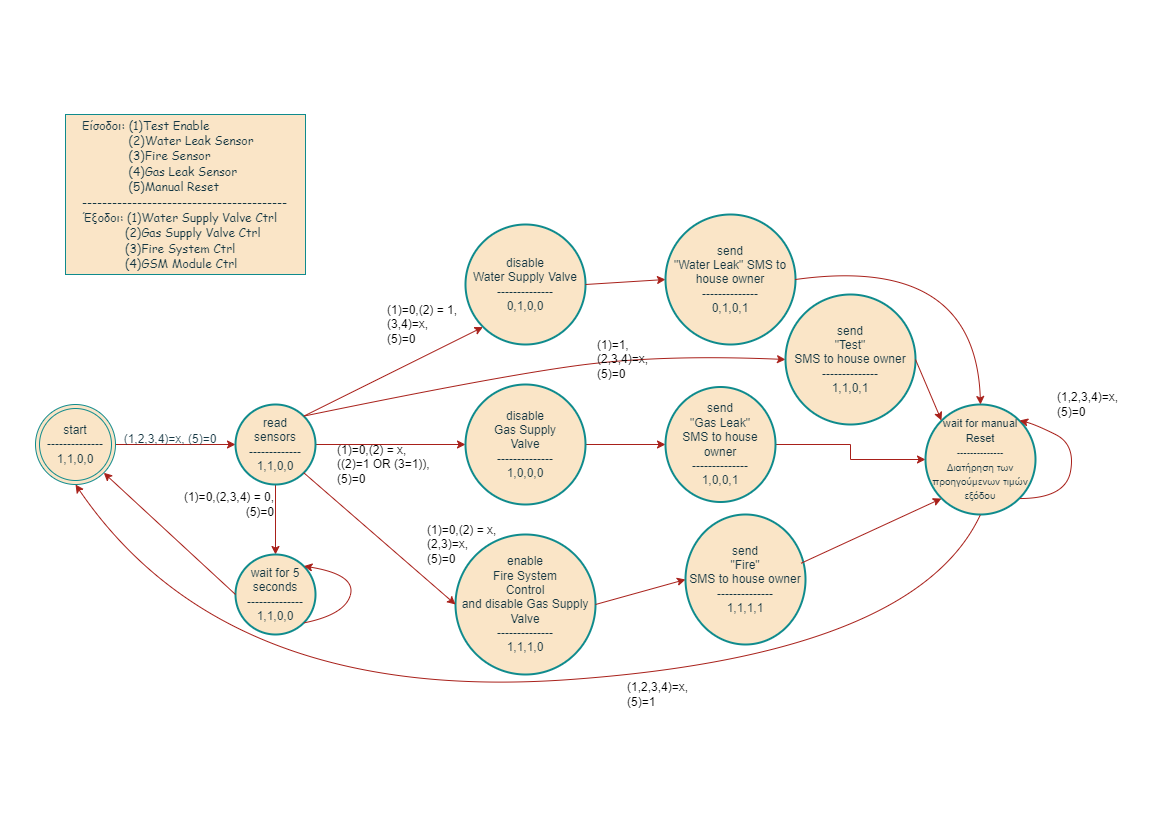 Είσοδοι: (1)Test Enable
(2)Water Leak Sensor
(3)Fire Sensor
(4)Gas Leak Sensor
(5)Manual Reset
-----------------------------------------
Έξοδοι: (1)Water Supply Valve Ctrl
(2)Gas Supply Valve Ctrl
(3)Fire System Ctrl
(4)GSM Module Ctrl
start
--------------
1,1,0,0
(1,2,3,4)=x, (5)=0
read
sensors
--------------
1,1,0,0
(1)=0,(2,3,4) = 0,
(5)=0
wait for 5
seconds
--------------
1,1,0,0
(1)=0,(2) = 1,
(3,4)=x,
(5)=0
disable
Water Supply Valve
--------------
0,1,0,0
send
"Water Leak" SMS to
house owner
--------------
0,1,0,1
(1)=1,
(2,3,4)=x,
(5)=0
send
"Test"
SMS to house owner
--------------
1,1,0,1
(1)=0,(2) = x,
((2)=1 OR (3=1)),
(5)=0
disable
Gas Supply
Valve
--------------
1,0,0,0
send
"Gas Leak"
SMS to house
owner
--------------
1,0,0,1
(1)=0,(2) = x,
(2,3)=x,
(5)=0
enable
Fire System
Control
and disable Gas Supply
Valve
--------------
1,1,1,0
send
"Fire"
SMS to house owner
--------------
1,1,1,1
wait for manual
Reset
--------------
Διατήρηση των
προηγούμενων τιμών
εξόδου
(1,2,3,4)=x,
(5)=0
(1,2,3,4)=x,
(5)=1